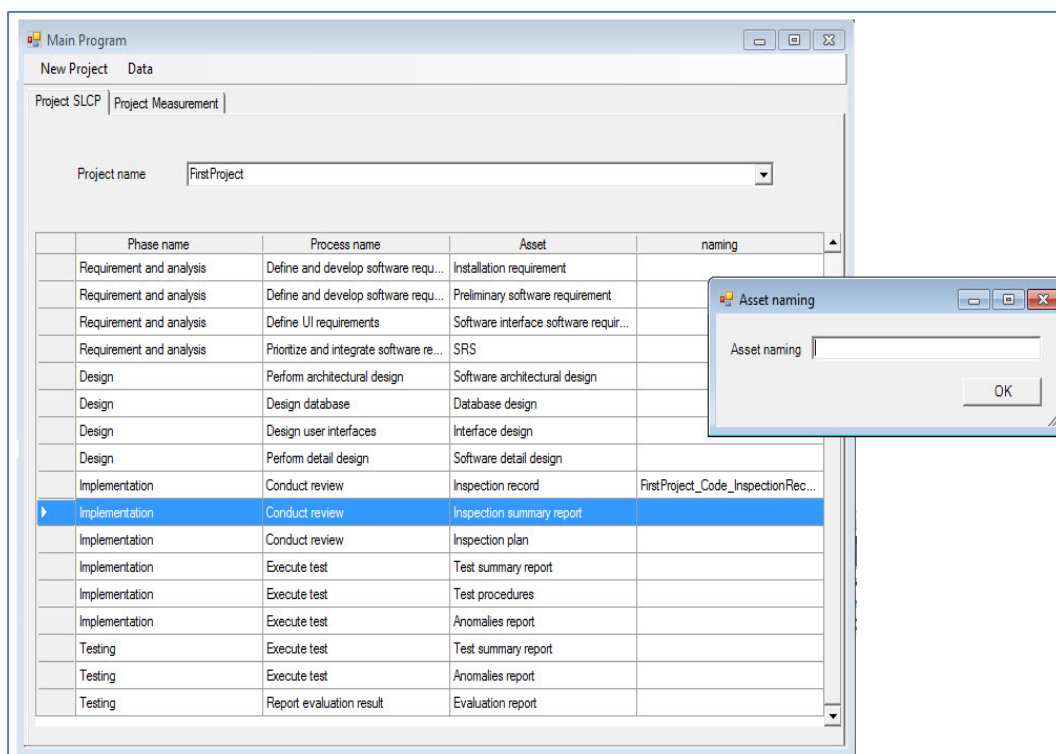 Main Program
New Project Data
Project SLCP Project Measurement
Project name FirstProject
Phase name Process name Asset naming
Requirement and analysis Define and develop software requ... Installation requirement
Requirement and analysis Define and develop software requ... Preliminary software requirement
Requirement and analysis Define UI requirements Software interface software requir...
Requirement and analysis Prioritize and integrate software re... SRS
Design Perform architectural design Software architectural design
Design Design database Database design
Design Design user interfaces Interface design
Design Perform detail design Software detail design
Implementation Conduct review Inspection record FirstProject_Code_InspectionRec...
Implementation Conduct review Inspection summary report
Implementation Conduct review Inspection plan
Implementation Execute test Test summary report
Implementation Execute test Test procedures
Implementation Execute test Anomalies report
Testing Execute test Test summary report
Testing Execute test Anomalies report
Testing Report evaluation result Evaluation report
Asset naming
Asset naming
OK